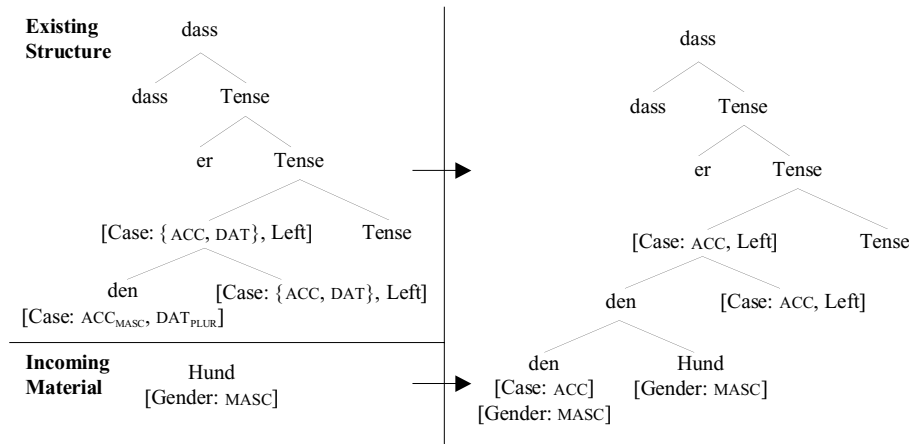 Existing
Structure
dass
dass Tense
er Tense
[Case: {ACC, DAT}, Left] Tense
den [Case: {ACC, DAT}, Left]
[Case: ACC_MASC, DAT_PLUR]
Incoming
Material
Hund
[Gender: MASC]
dass
dass Tense
er Tense
[Case: ACC, Left] Tense
den [Case: ACC, Left]
den Hund
[Case: ACC] [Gender: MASC]
[Gender: MASC]